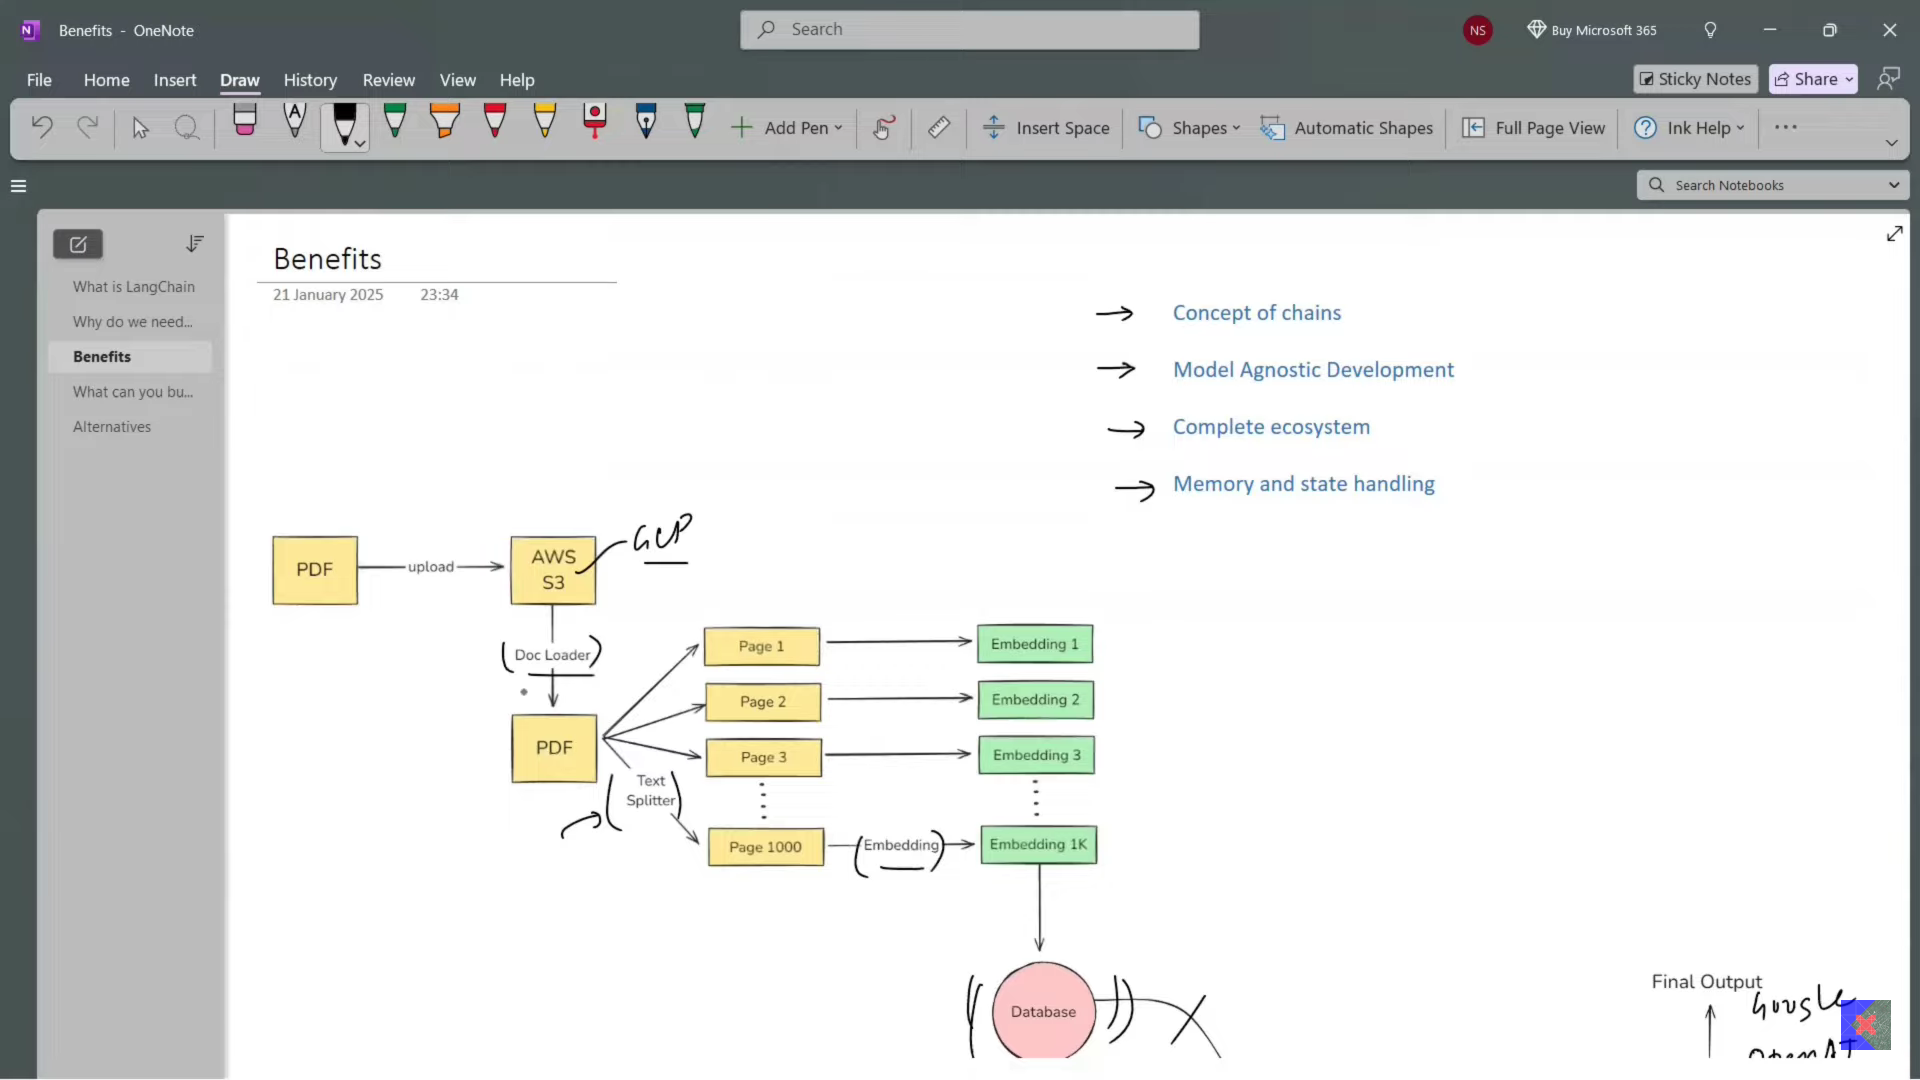 Benefits - OneNote
Search
NS
Buy Microsoft 365
File Home Insert Draw History Review View Help
Sticky Notes
Share
Add Pen
Insert Space
Shapes
Automatic Shapes
Full Page View
Ink Help
Search Notebooks
What is LangChain
Why do we need...
Benefits
What can you bu...
Alternatives
Benefits
21 January 2025 23:34
Concept of chains
Model Agnostic Development
Complete ecosystem
Memory and state handling
PDF
upload
AWS
S3
GCP
Doc Loader
PDF
Text
Splitter
Page 1
Page 2
Page 3
Page 1000
Embedding
Embedding 1
Embedding 2
Embedding 3
Embedding 1K
Database
Final Output
Google
OpenAI